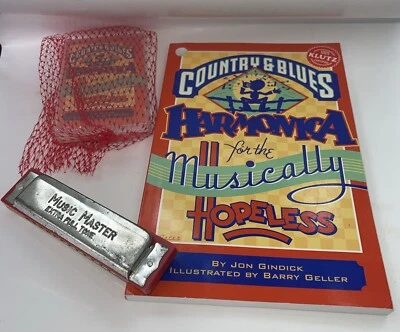 KLUTZ
COUNTRY & BLUES
HARMONICA
for the
Musically
HOPELESS
BY JON GINDICK
ILLUSTRATED BY BARRY GELLER
MUSIC MASTER
EXTRA FULL TONE